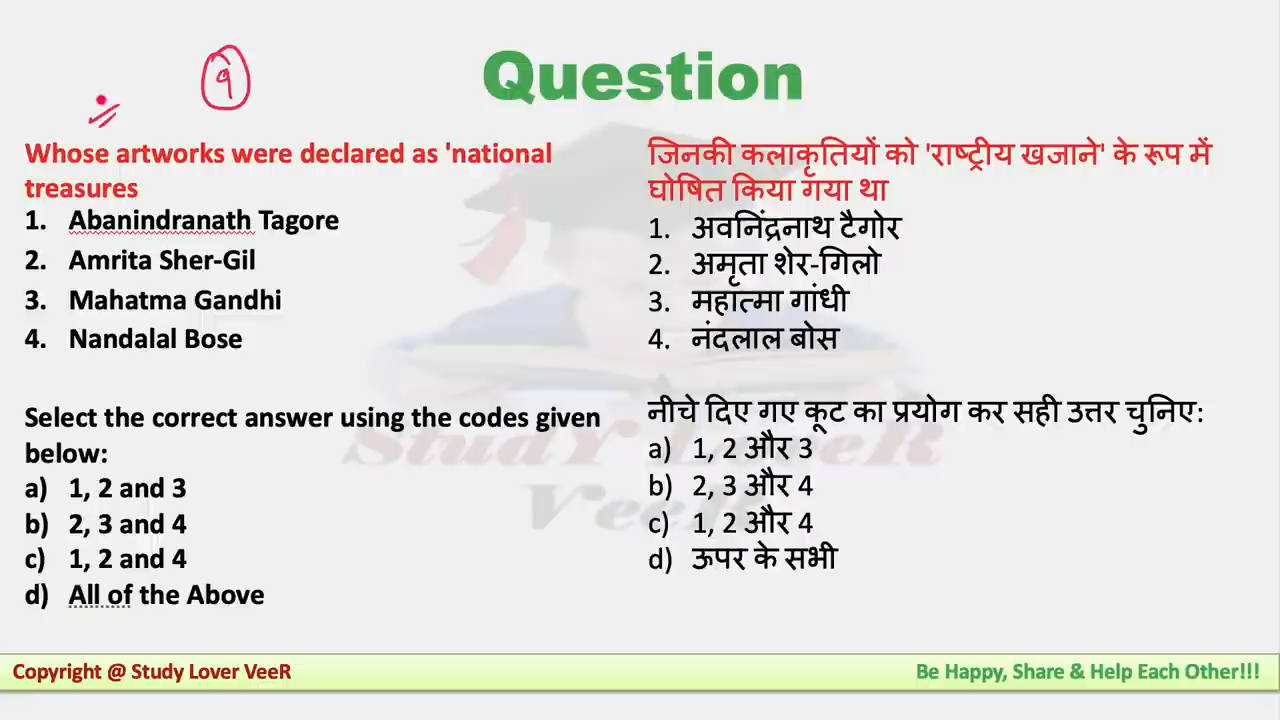 9
Question
Whose artworks were declared as 'national
treasures
1. Abanindranath Tagore
2. Amrita Sher-Gil
3. Mahatma Gandhi
4. Nandalal Bose
Select the correct answer using the codes given
below:
a) 1, 2 and 3
b) 2, 3 and 4
c) 1, 2 and 4
d) All of the Above
जिनकी कलाकृतियों को 'राष्ट्रीय खजाने' के रूप में
घोषित किया गया था
1. अवनिंद्रनाथ टैगोर
2. अमृता शेर-गिलो
3. महात्मा गांधी
4. नंदलाल बोस
नीचे दिए गए कूट का प्रयोग कर सही उत्तर चुनिए:
a) 1, 2 और 3
b) 2, 3 और 4
c) 1, 2 और 4
d) ऊपर के सभी
StudY LoveR
VeeR
Copyright @ Study Lover VeeR
Be Happy, Share & Help Each Other!!!